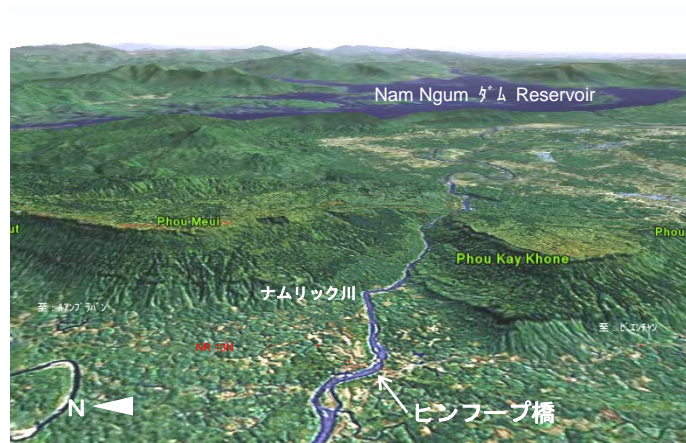 Nam Ngum ﾀﾞﾑ Reservoir
ut
Phou Meui
Phou
Phou Kay Khone
ナムリック川
至：ﾙｱﾝﾌﾟﾗﾊﾞﾝ
至：ﾋﾞｴﾝﾁｬﾝ
NR 13N
N
ヒンフープ橋